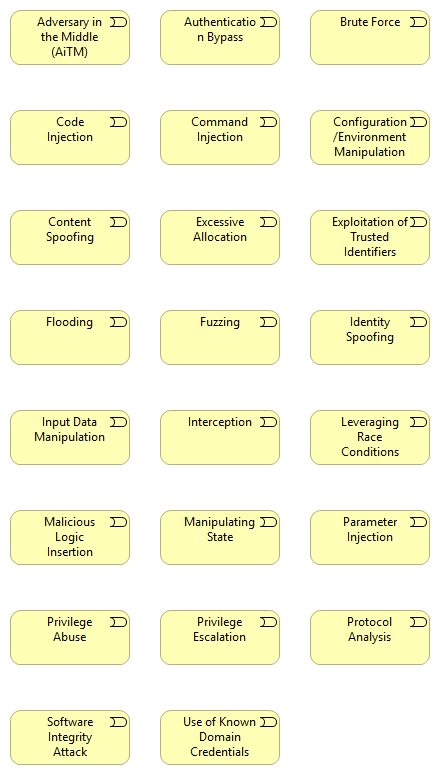 Adversary in
the Middle
(AiTM)
Authenticatio
n Bypass
Brute Force
Code
Injection
Command
Injection
Configuration
/Environment
Manipulation
Content
Spoofing
Excessive
Allocation
Exploitation of
Trusted
Identifiers
Flooding
Fuzzing
Identity
Spoofing
Input Data
Manipulation
Interception
Leveraging
Race
Conditions
Malicious
Logic
Insertion
Manipulating
State
Parameter
Injection
Privilege
Abuse
Privilege
Escalation
Protocol
Analysis
Software
Integrity
Attack
Use of Known
Domain
Credentials